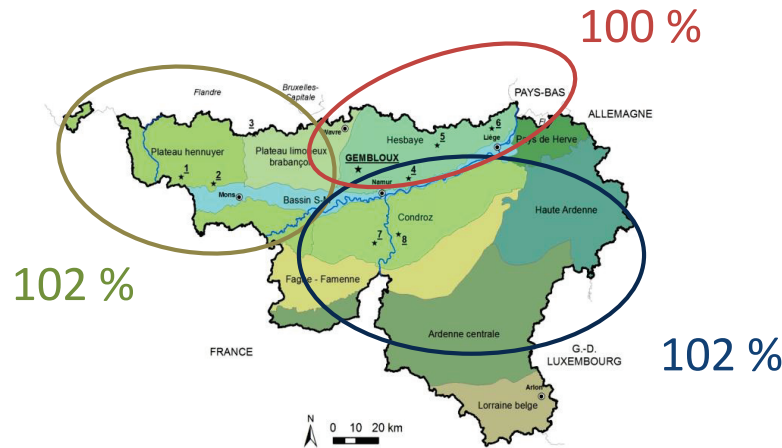 100 %
Flandre
Bruxelles-
Capitale
PAYS-BAS
ALLEMAGNE
3
Wavre
Hesbaye
5
6
Liège
Pays de Herve
Plateau hennuyer
Plateau limoneux
brabançon
GEMBLOUX
1
2
4
Namur
Mons
Bassin S-M
Condroz
Haute Ardenne
7
8
102 %
Fagne - Famenne
Ardenne centrale
FRANCE
G.-D.
LUXEMBOURG
102 %
Arlon
Lorraine belge
N
0 10 20 km